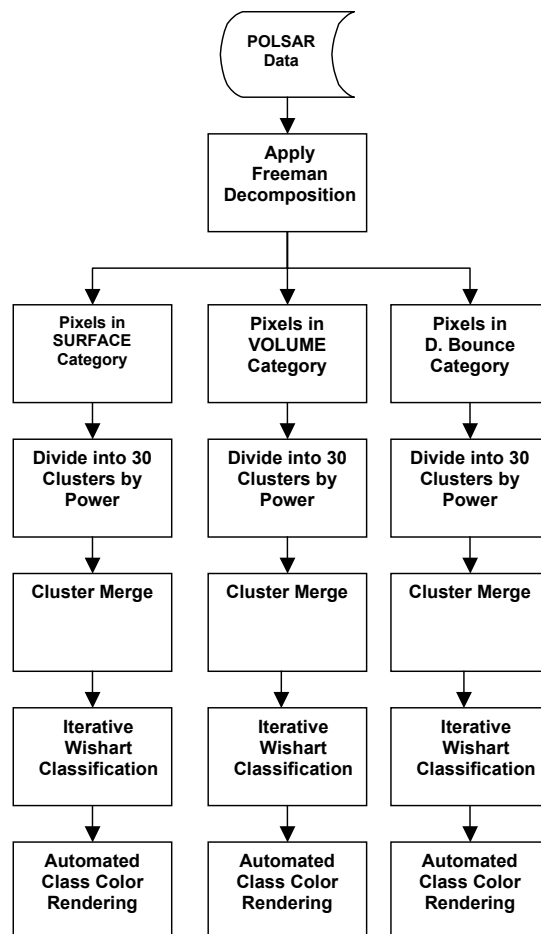 POLSAR
Data
Apply
Freeman
Decomposition
Pixels in
SURFACE
Category
Pixels in
VOLUME
Category
Pixels in
D. Bounce
Category
Divide into 30
Clusters by
Power
Divide into 30
Clusters by
Power
Divide into 30
Clusters by
Power
Cluster Merge
Cluster Merge
Cluster Merge
Iterative
Wishart
Classification
Iterative
Wishart
Classification
Iterative
Wishart
Classification
Automated
Class Color
Rendering
Automated
Class Color
Rendering
Automated
Class Color
Rendering